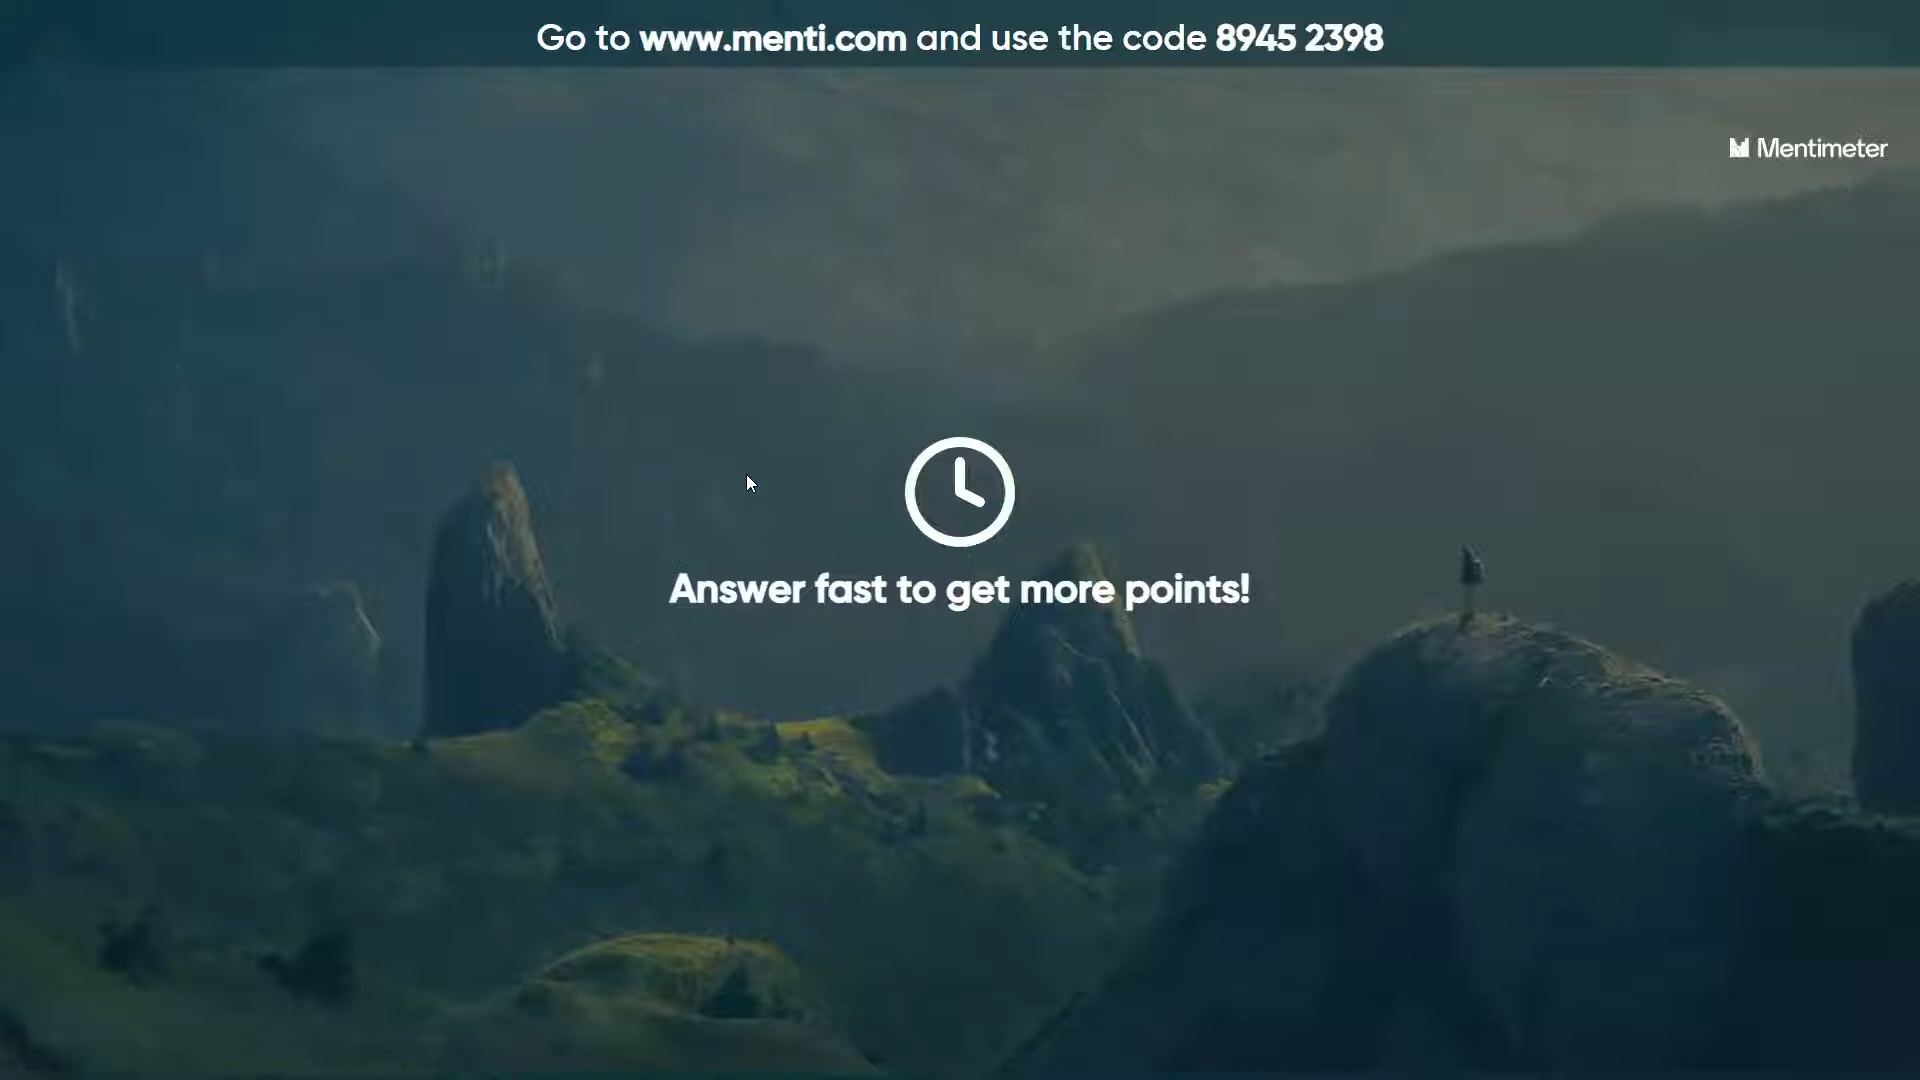 Go to www.menti.com and use the code 8945 2398
Mentimeter
Answer fast to get more points!